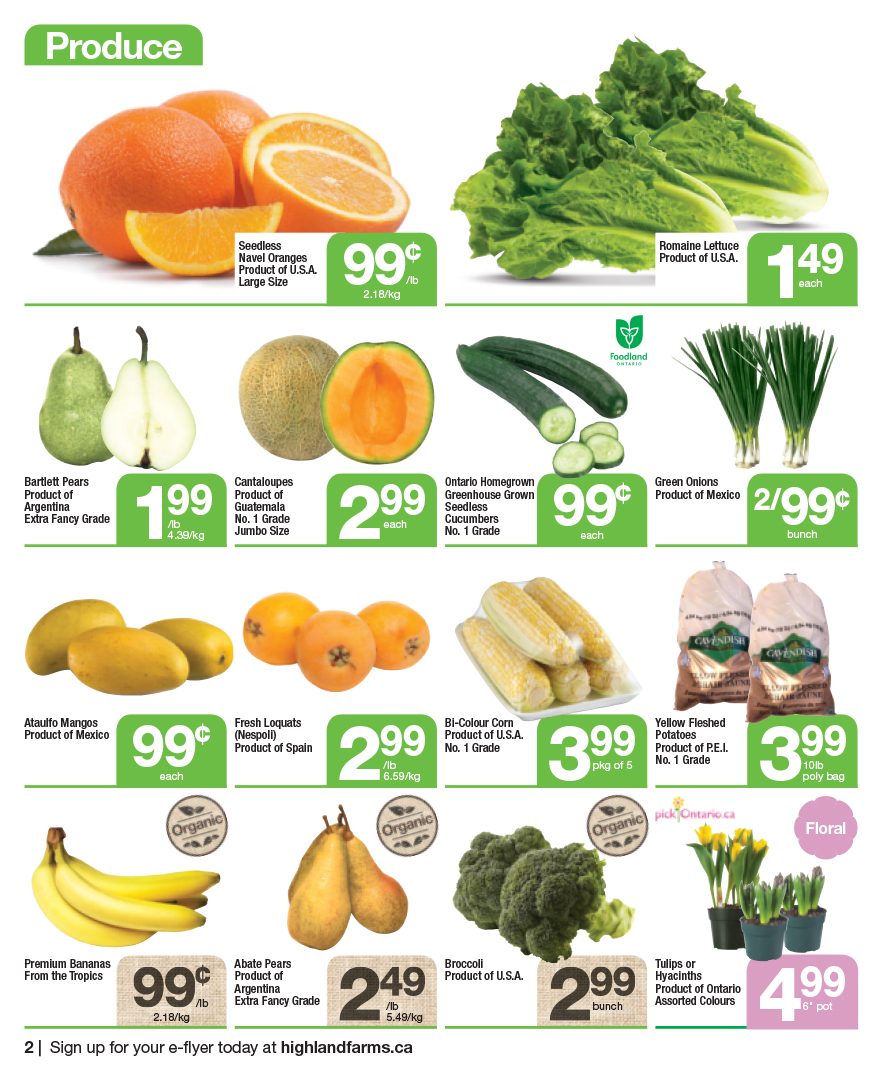 Produce
Seedless
Navel Oranges
Product of U.S.A.
Large Size
99¢
/lb
2.18/kg
Romaine Lettuce
Product of U.S.A.
1.49
each
Foodland
ONTARIO
Bartlett Pears
Product of
Argentina
Extra Fancy Grade
1.99
/lb
4.39/kg
Cantaloupes
Product of
Guatemala
No. 1 Grade
Jumbo Size
2.99
each
Ontario Homegrown
Greenhouse Grown
Seedless
Cucumbers
No. 1 Grade
99¢
each
Green Onions
Product of Mexico
2/99¢
bunch
CAVENDISH
CAVENDISH
Ataulfo Mangos
Product of Mexico
99¢
each
Fresh Loquats
(Nespoli)
Product of Spain
2.99
/lb
6.59/kg
Bi-Colour Corn
Product of U.S.A.
No. 1 Grade
3.99
pkg of 5
Yellow Fleshed
Potatoes
Product of P.E.I.
No. 1 Grade
3.99
10lb
poly bag
Organic
Organic
Organic
pickOntario.ca
Floral
Premium Bananas
From the Tropics
99¢
/lb
2.18/kg
Abate Pears
Product of
Argentina
Extra Fancy Grade
2.49
/lb
5.49/kg
Broccoli
Product of U.S.A.
2.99
bunch
Tulips or
Hyacinths
Product of Ontario
Assorted Colours
4.99
6" pot
2 | Sign up for your e-flyer today at highlandfarms.ca